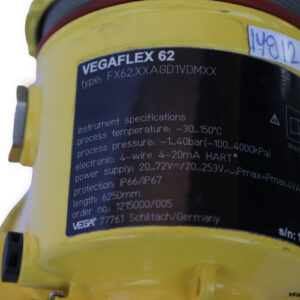 14812
VEGAFLEX 62
type: FX62.XXAGD1VDMXX
Instrument specifications
process temperature: -30...150°C
process pressure: -1...40bar(-100...4000kPa)
electronic: 4-wire 4-20mA HART®
power supply: 20...72V=/20...253V
protection: IP66/IP67
length: 6250mm
order no.: 1215000/005
VEGA 77761 Schiltach/Germany
s/n: